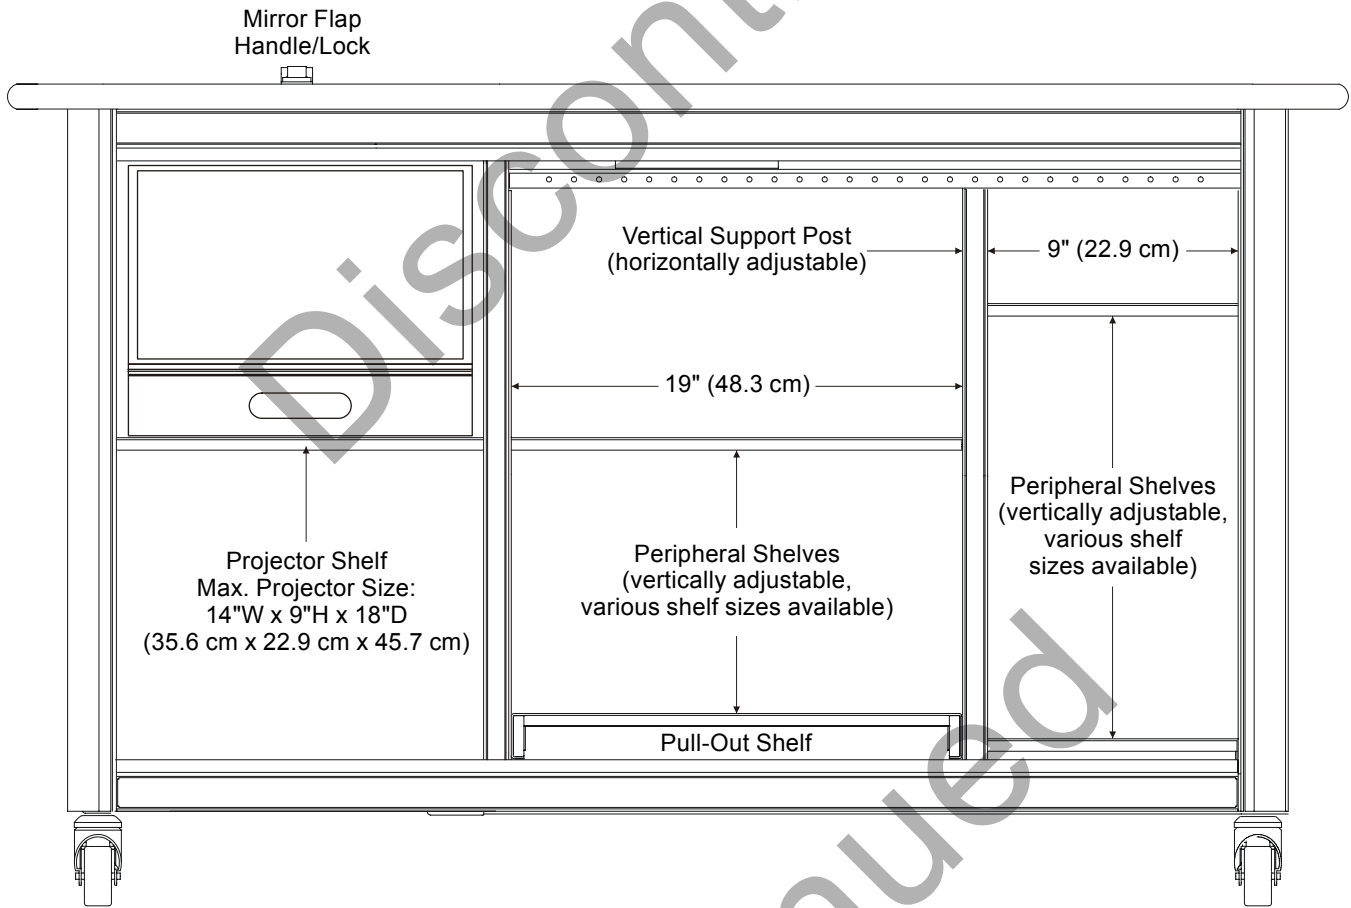 Mirror Flap
Handle/Lock
Vertical Support Post
(horizontally adjustable)
9" (22.9 cm)
19" (48.3 cm)
Projector Shelf
Max. Projector Size:
14"W x 9"H x 18"D
(35.6 cm x 22.9 cm x 45.7 cm)
Peripheral Shelves
(vertically adjustable,
various shelf sizes available)
Peripheral Shelves
(vertically adjustable,
various shelf
sizes available)
Pull-Out Shelf